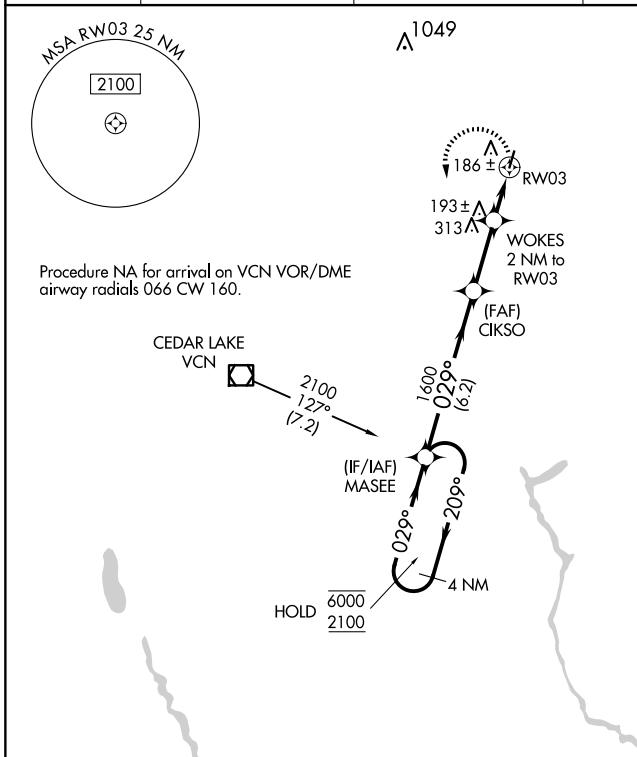 MSA RW03 25 NM
2100
1049
186 ±
RW03
193 ±
313
WOKES
2 NM to
RW03
Procedure NA for arrival on VCN VOR/DME
airway radials 066 CW 160.
(FAF)
CIKSO
CEDAR LAKE
VCN
2100
127°
(7.2)
1600
029°
(6.2)
(IF/IAF)
MASEE
029°
209°
4 NM
HOLD
6000
2100